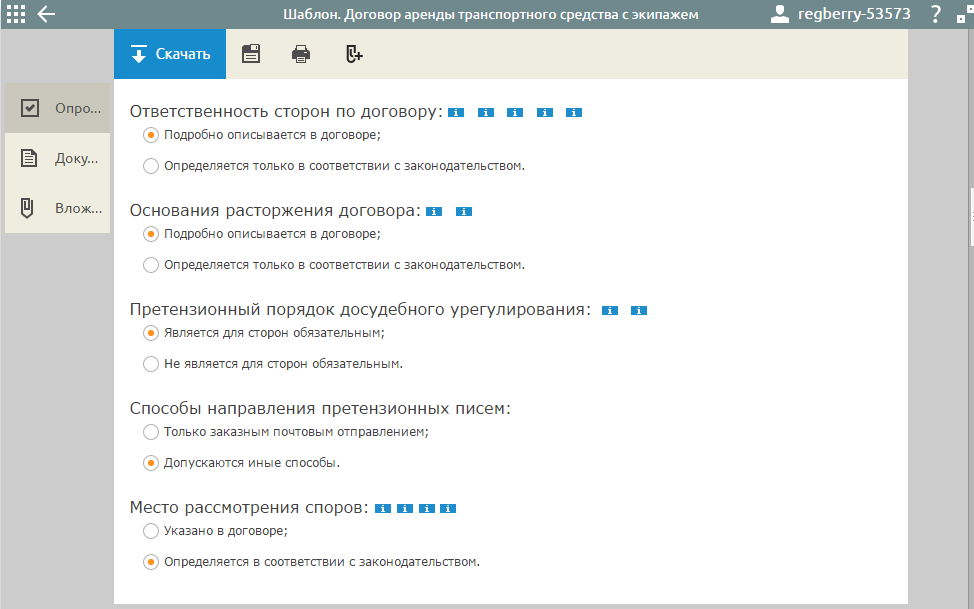 Шаблон. Договор аренды транспортного средства с экипажем
regberry-53573 ?
Скачать
Опро...
Доку...
Влож...
Ответственность сторон по договору: i i i i i
Подробно описывается в договоре;
Определяется только в соответствии с законодательством.
Основания расторжения договора: i i
Подробно описывается в договоре;
Определяется только в соответствии с законодательством.
Претензионный порядок досудебного урегулирования: i i
Является для сторон обязательным;
Не является для сторон обязательным.
Способы направления претензионных писем:
Только заказным почтовым отправлением;
Допускаются иные способы.
Место рассмотрения споров: i i i i
Указано в договоре;
Определяется в соответствии с законодательством.